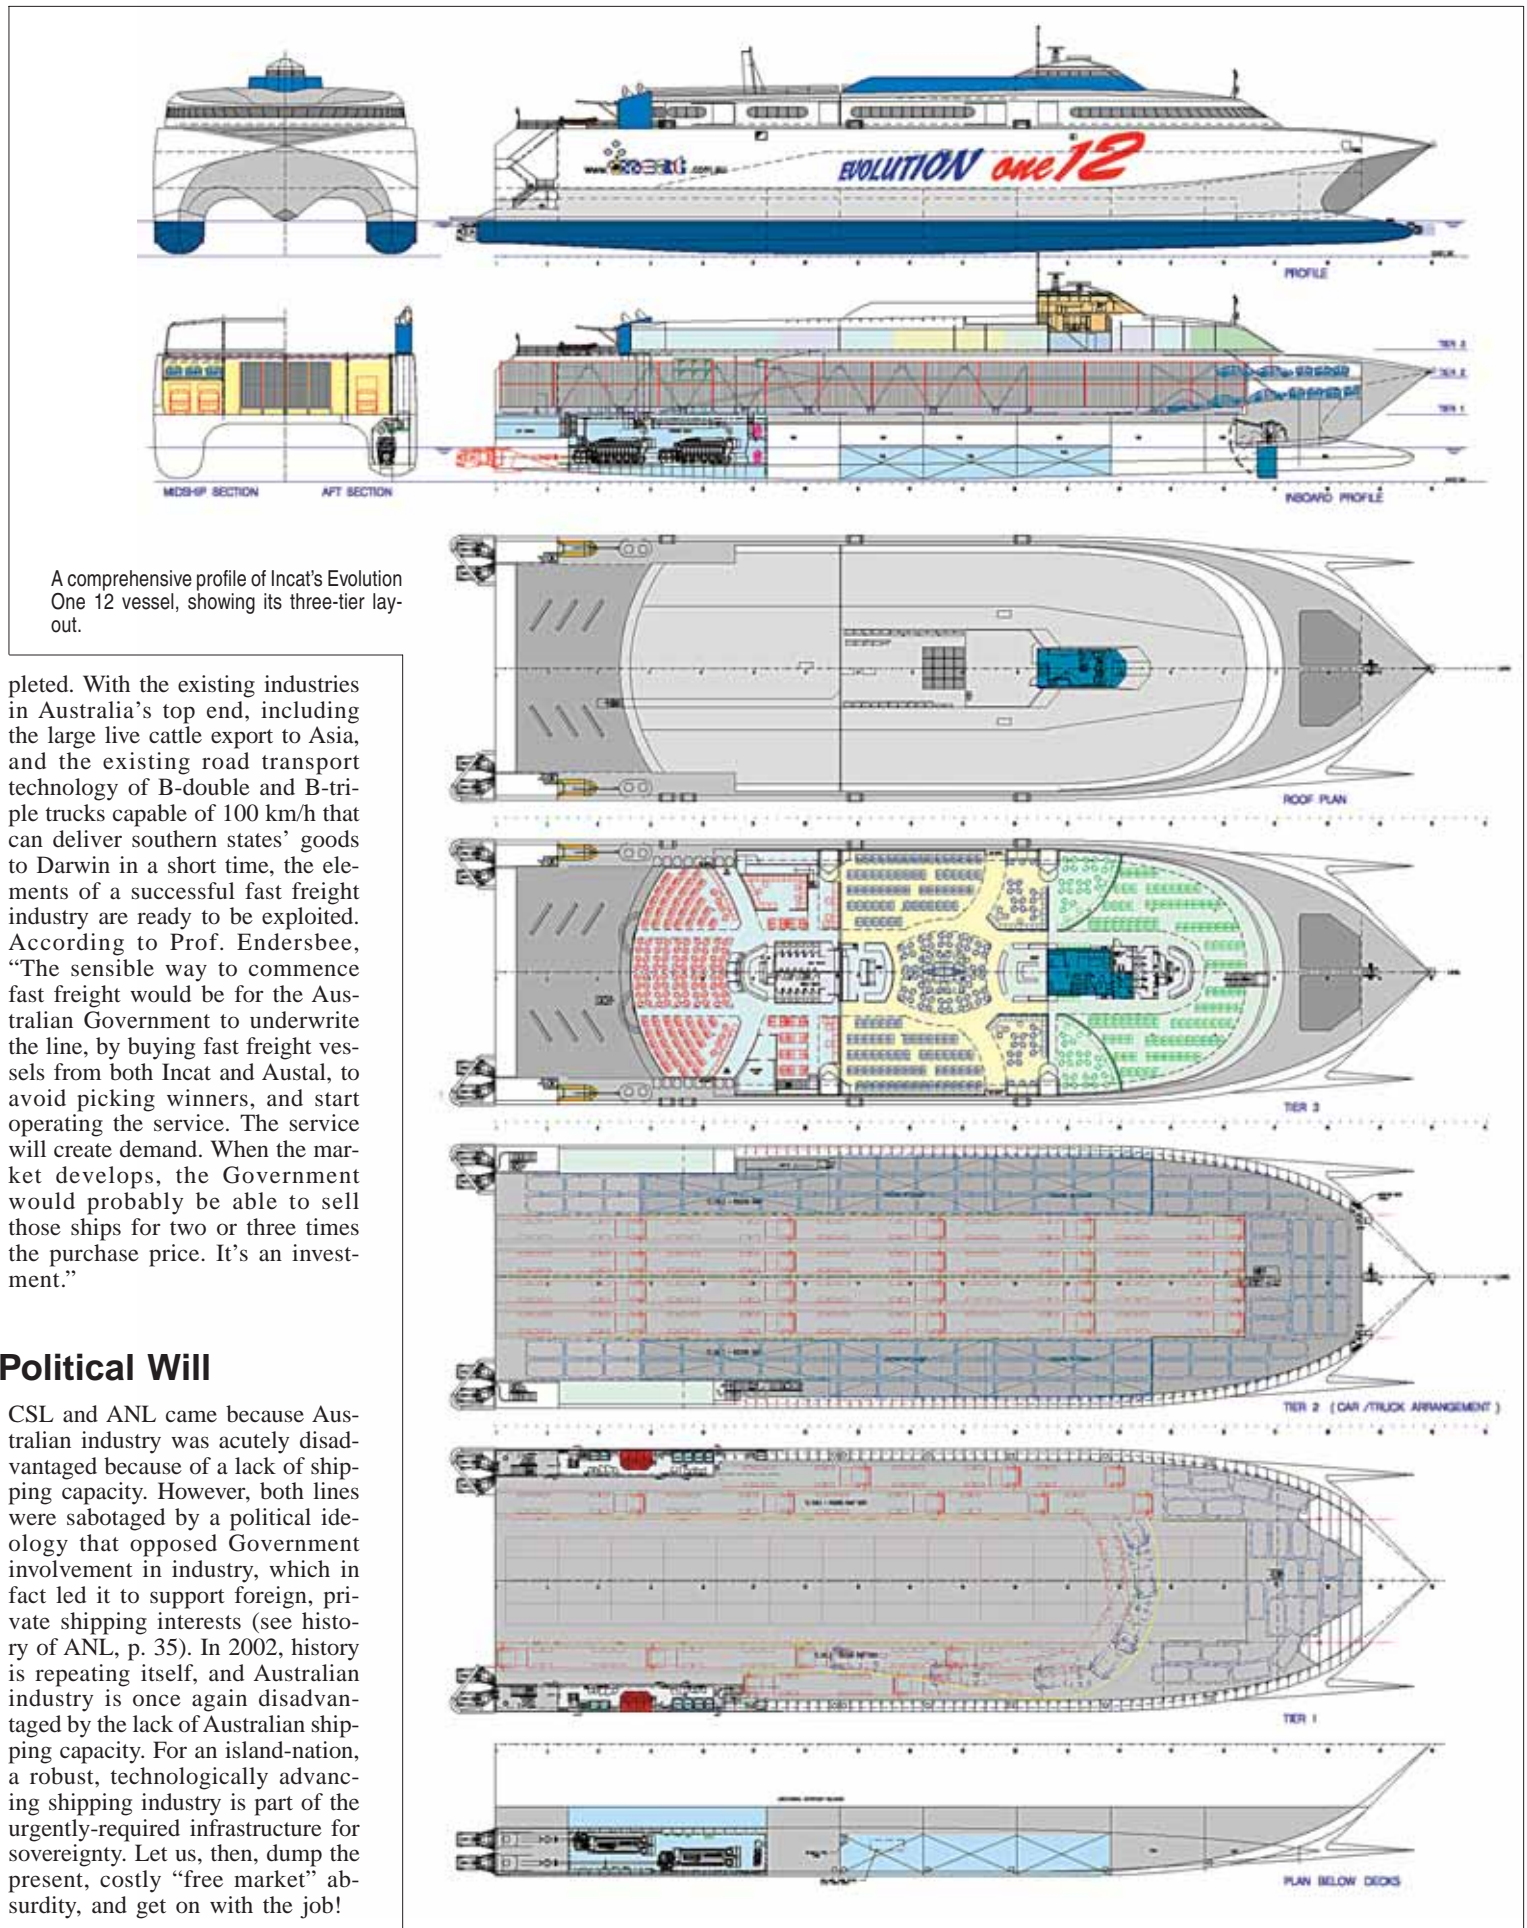 EVOLUTION one12
www.incat.com.au
PROFILE
TIER 3
TIER 2
TIER 1
MIDSHIP SECTION
AFT SECTION
INBOARD PROFILE
A comprehensive profile of Incat's Evolution
One 12 vessel, showing its three-tier lay-
out.
ROOF PLAN
TIER 3
TIER 2 ( CAR /TRUCK ARRANGEMENT )
TIER 1
PLAN BELOW DECKS
pleted. With the existing industries
in Australia's top end, including
the large live cattle export to Asia,
and the existing road transport
technology of B-double and B-tri-
ple trucks capable of 100 km/h that
can deliver southern states' goods
to Darwin in a short time, the ele-
ments of a successful fast freight
industry are ready to be exploited.
According to Prof. Endersbee,
“The sensible way to commence
fast freight would be for the Aus-
tralian Government to underwrite
the line, by buying fast freight ves-
sels from both Incat and Austal, to
avoid picking winners, and start
operating the service. The service
will create demand. When the mar-
ket develops, the Government
would probably be able to sell
those ships for two or three times
the purchase price. It's an invest-
ment.”
Political Will
CSL and ANL came because Aus-
tralian industry was acutely disad-
vantaged because of a lack of ship-
ping capacity. However, both lines
were sabotaged by a political ide-
ology that opposed Government
involvement in industry, which in
fact led it to support foreign, pri-
vate shipping interests (see histo-
ry of ANL, p. 35). In 2002, history
is repeating itself, and Australian
industry is once again disadvan-
taged by the lack of Australian ship-
ping capacity. For an island-nation,
a robust, technologically advanc-
ing shipping industry is part of the
urgently-required infrastructure for
sovereignty. Let us, then, dump the
present, costly “free market” ab-
surdity, and get on with the job!